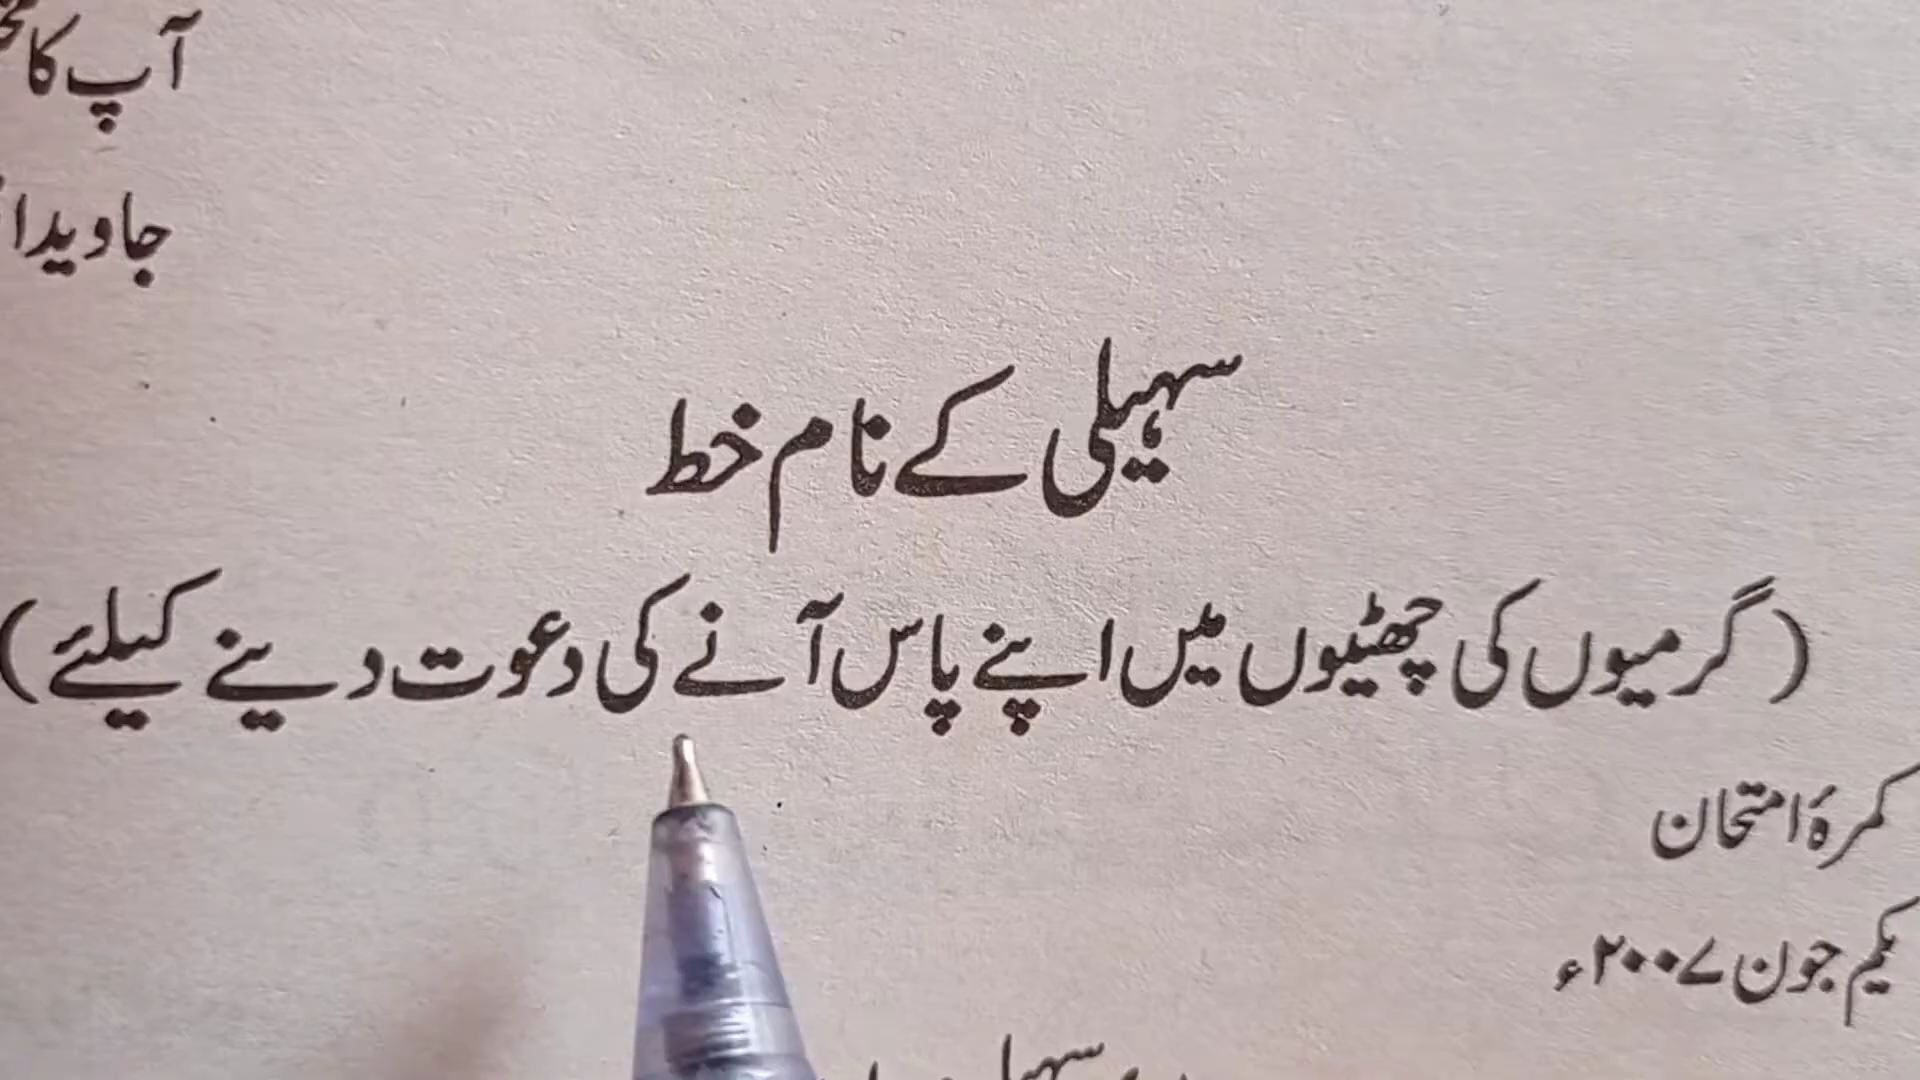 آپ کا
جاوید ا
سہیلی کے نام خط
(گرمیوں کی چھٹیوں میں اپنے پاس آنے کی دعوت دینے کیلئے)
کمرۂ امتحان
یکم جون ۲۰۰۷ء
سہیلی